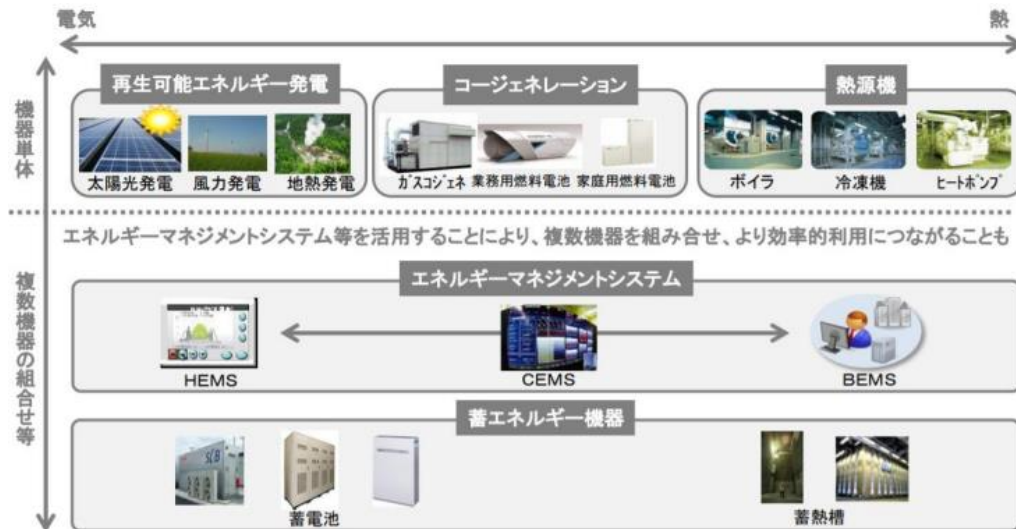 電気
熱
機器単体
再生可能エネルギー発電
コージェネレーション
熱源機
太陽光発電
風力発電
地熱発電
ガスコジェネ
業務用燃料電池
家庭用燃料電池
ボイラ
冷凍機
ヒートポンプ
エネルギーマネジメントシステム等を活用することにより、複数機器を組み合せ、より効率的利用につながることも
複数機器の組合せ等
エネルギーマネジメントシステム
HEMS
CEMS
BEMS
蓄エネルギー機器
蓄電池
蓄熱槽